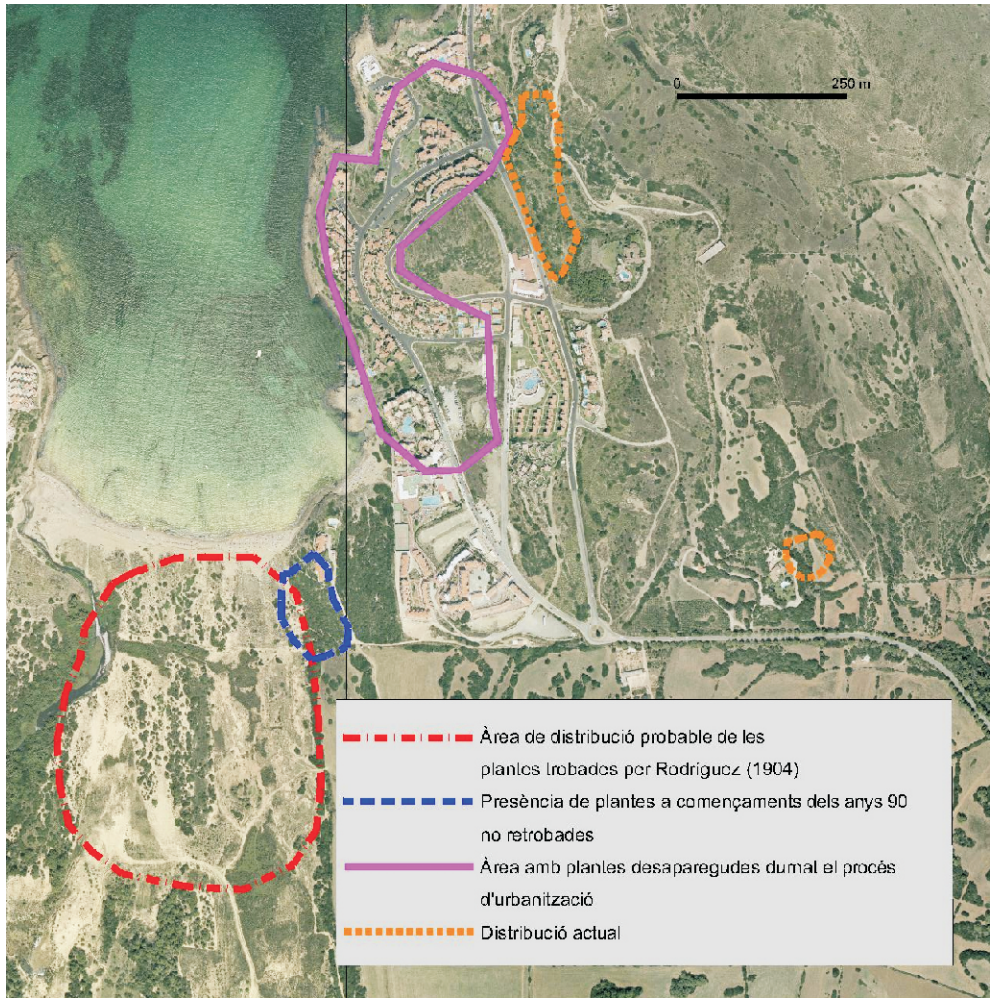 0 250 m
Àrea de distribució probable de les
plantes trobades per Rodríguez (1904)
Presència de plantes a començaments dels anys 90
no retrobades
Àrea amb plantes desaparegudes durnat el procés
d'urbanització
Distribució actual